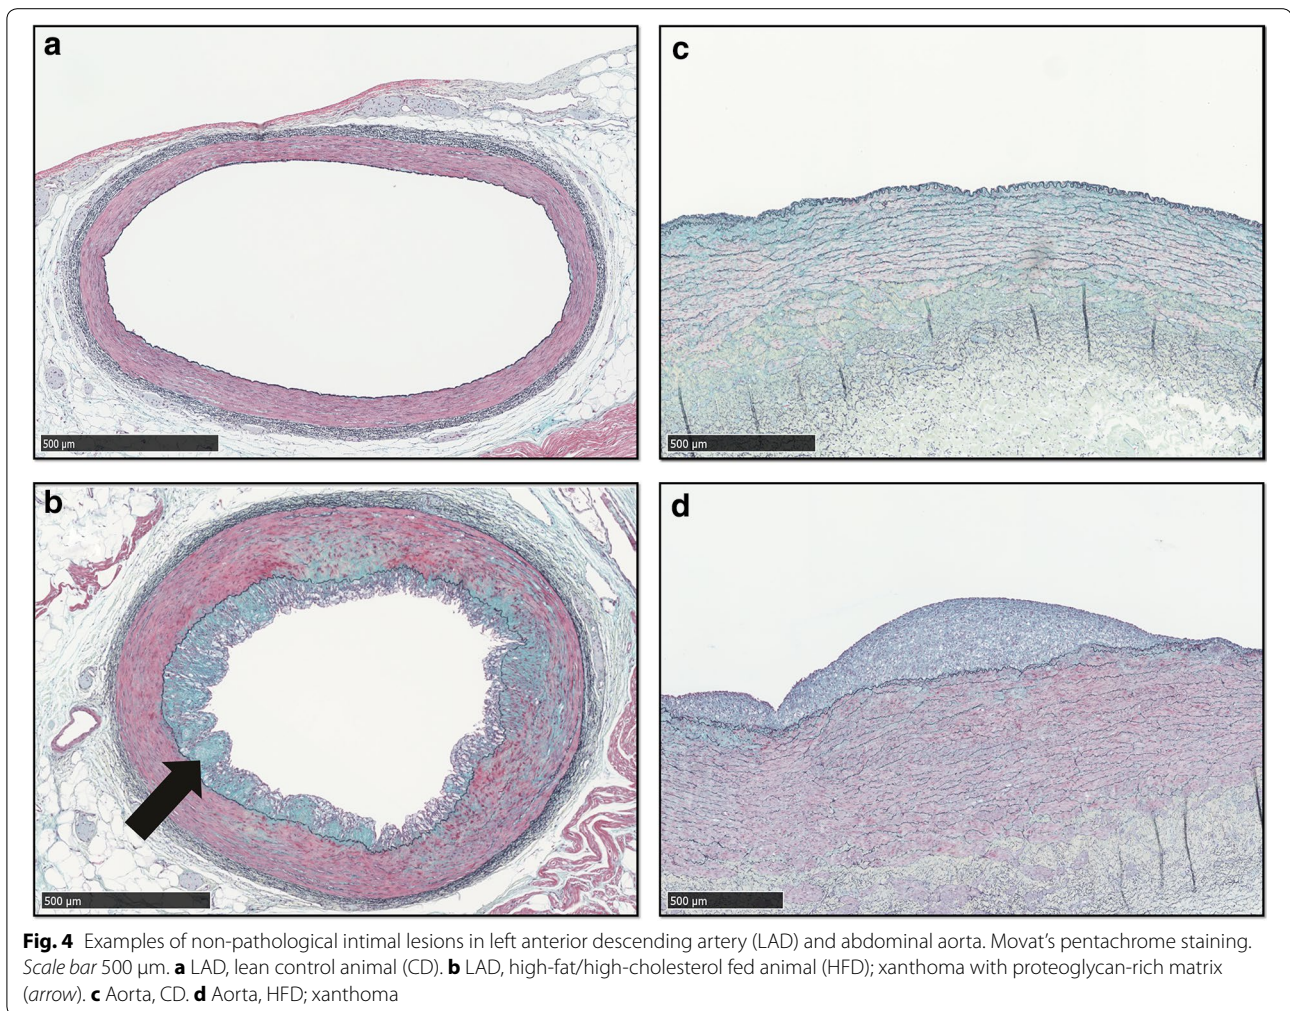 a
500 µm
c
500 µm
b
500 µm
d
500 µm
Fig. 4 Examples of non-pathological intimal lesions in left anterior descending artery (LAD) and abdominal aorta. Movat's pentachrome staining.
Scale bar 500 µm. a LAD, lean control animal (CD). b LAD, high-fat/high-cholesterol fed animal (HFD); xanthoma with proteoglycan-rich matrix
(arrow). c Aorta, CD. d Aorta, HFD; xanthoma